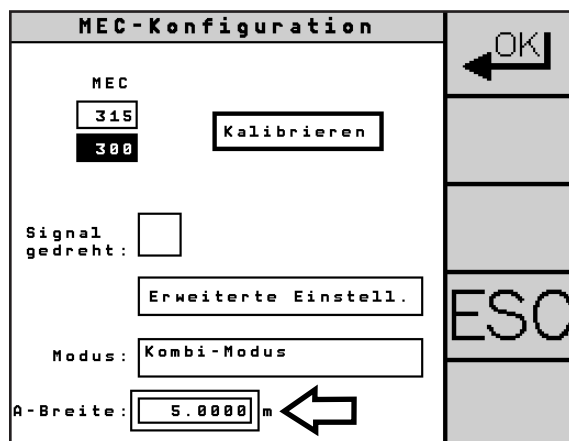 MEC-Konfiguration
OK
MEC
315
300
Kalibrieren
Signal
gedreht:
Erweiterte Einstell.
ESC
Modus: Kombi-Modus
A-Breite: 5.0000 m